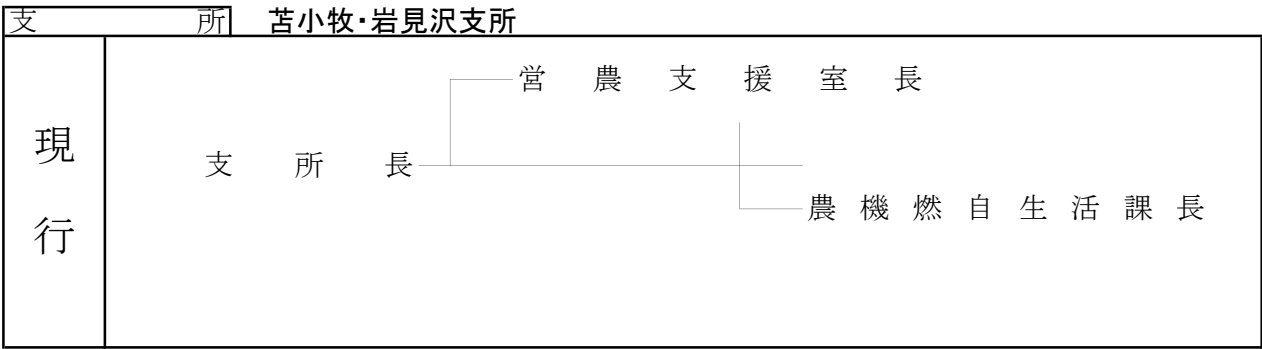 支所 苫小牧・岩見沢支所
営農支援室長
現行
支所長
農機燃自生活課長